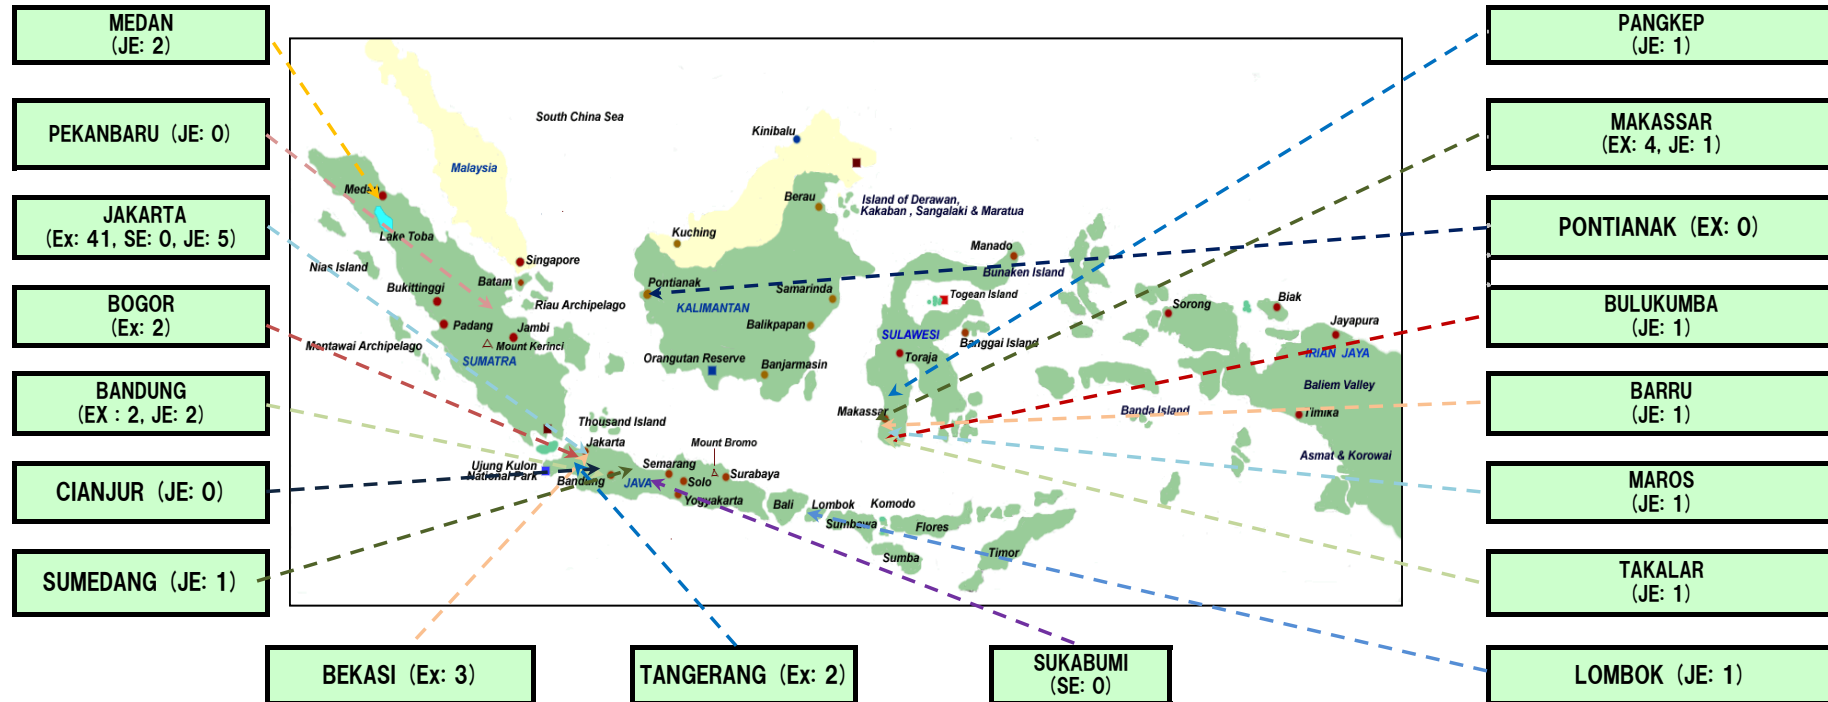 MEDAN
(JE: 2)
PEKANBARU (JE: 0)
JAKARTA
(Ex: 41, SE: 0, JE: 5)
BOGOR
(Ex: 2)
BANDUNG
(EX : 2, JE: 2)
CIANJUR (JE: 0)
SUMEDANG (JE: 1)
BEKASI (Ex: 3)
TANGERANG (Ex: 2)
SUKABUMI
(SE: 0)
PANGKEP
(JE: 1)
MAKASSAR
(EX: 4, JE: 1)
PONTIANAK (EX: 0)
BULUKUMBA
(JE: 1)
BARRU
(JE: 1)
MAROS
(JE: 1)
TAKALAR
(JE: 1)
LOMBOK (JE: 1)
South China Sea
Kinibalu
Malaysia
Medan
Berau
Island of Derawan,
Kakaban , Sangalaki & Maratua
Lake Toba
Kuching
Manado
Nias Island
Singapore
Bunaken Island
Bukittinggi
Batam
Pontianak
Samarinda
Togean Island
Riau Archipelago
KALIMANTAN
Sorong
Biak
Padang
Jambi
Balikpapan
SULAWESI
Jayapura
Mentawai Archipelago
Mount Kerinci
Banggai Island
SUMATRA
Orangutan Reserve
Banjarmasin
Toraja
IRIAN JAYA
Baliem Valley
Makassar
Banda Island
Timika
Thousand Island
Jakarta
Mount Bromo
Asmat & Korowai
Ujung Kulon
National Park
Bandung
JAVA
Semarang
Solo
Surabaya
Yogyakarta
Bali
Lombok
Komodo
Sumbawa
Flores
Sumba
Timor